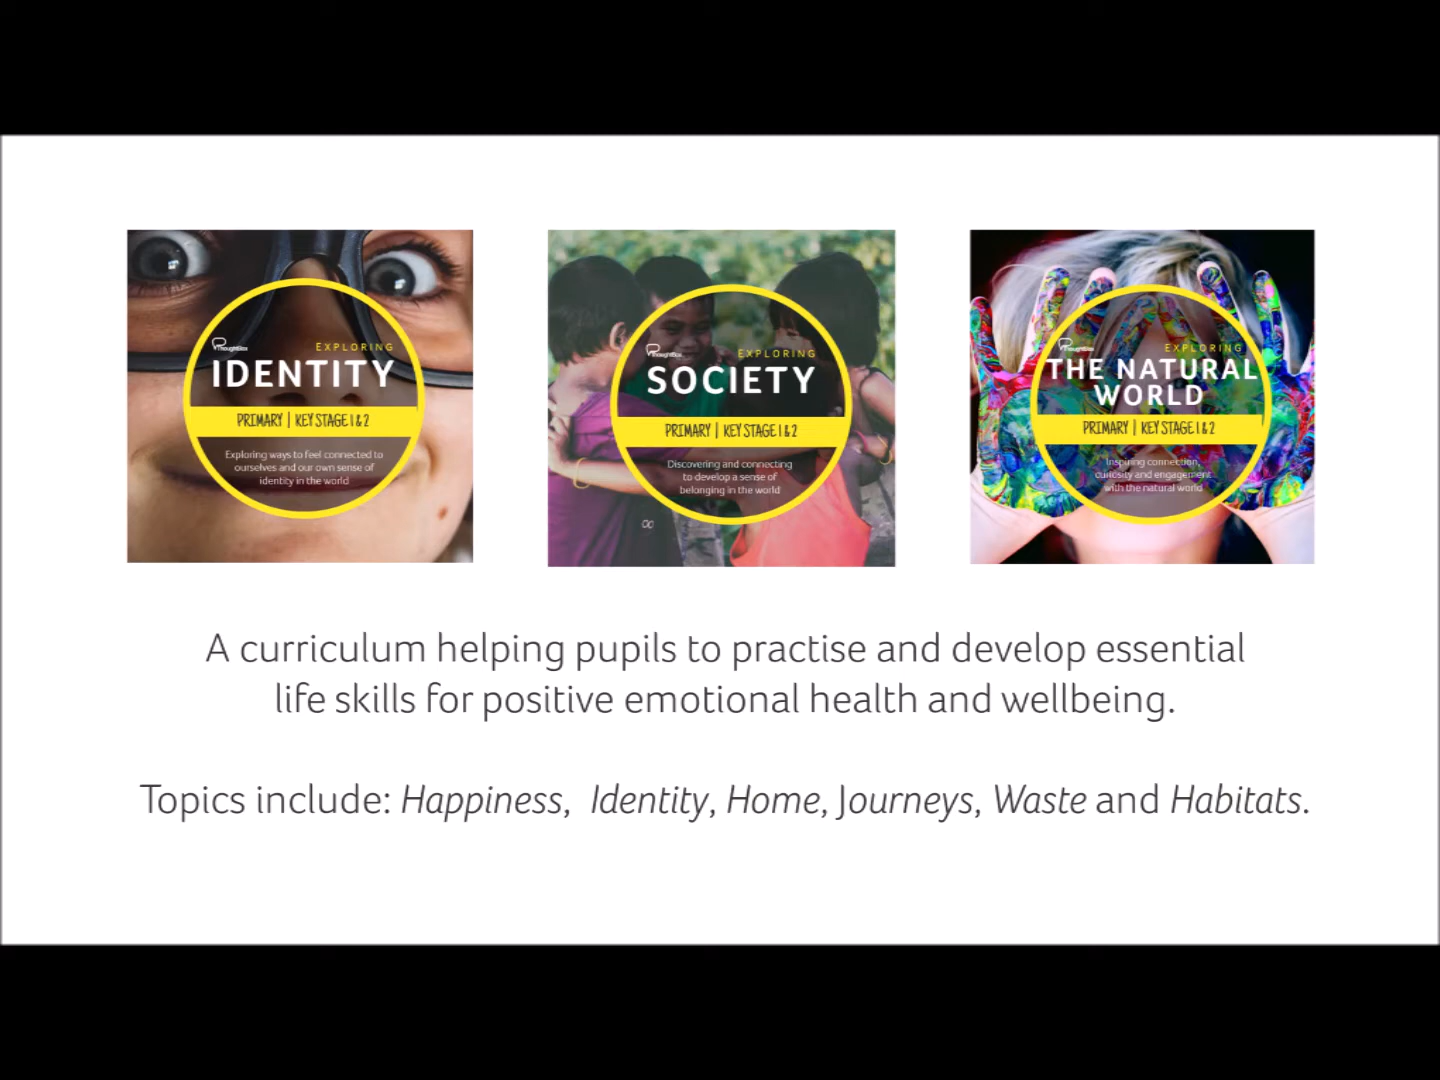 ThoughtBox
EXPLORING
IDENTITY
PRIMARY | KEY STAGE 1 & 2
Exploring ways to feel connected to
ourselves and our own sense of
identity in the world
ThoughtBox
EXPLORING
SOCIETY
PRIMARY | KEY STAGE 1 & 2
Discovering and connecting
to develop a sense of
belonging in the world
ThoughtBox
EXPLORING
THE NATURAL
WORLD
PRIMARY | KEY STAGE 1 & 2
Inspiring connection,
curiosity and engagement
with the natural world
A curriculum helping pupils to practise and develop essential
life skills for positive emotional health and wellbeing.
Topics include: Happiness, Identity, Home, Journeys, Waste and Habitats.